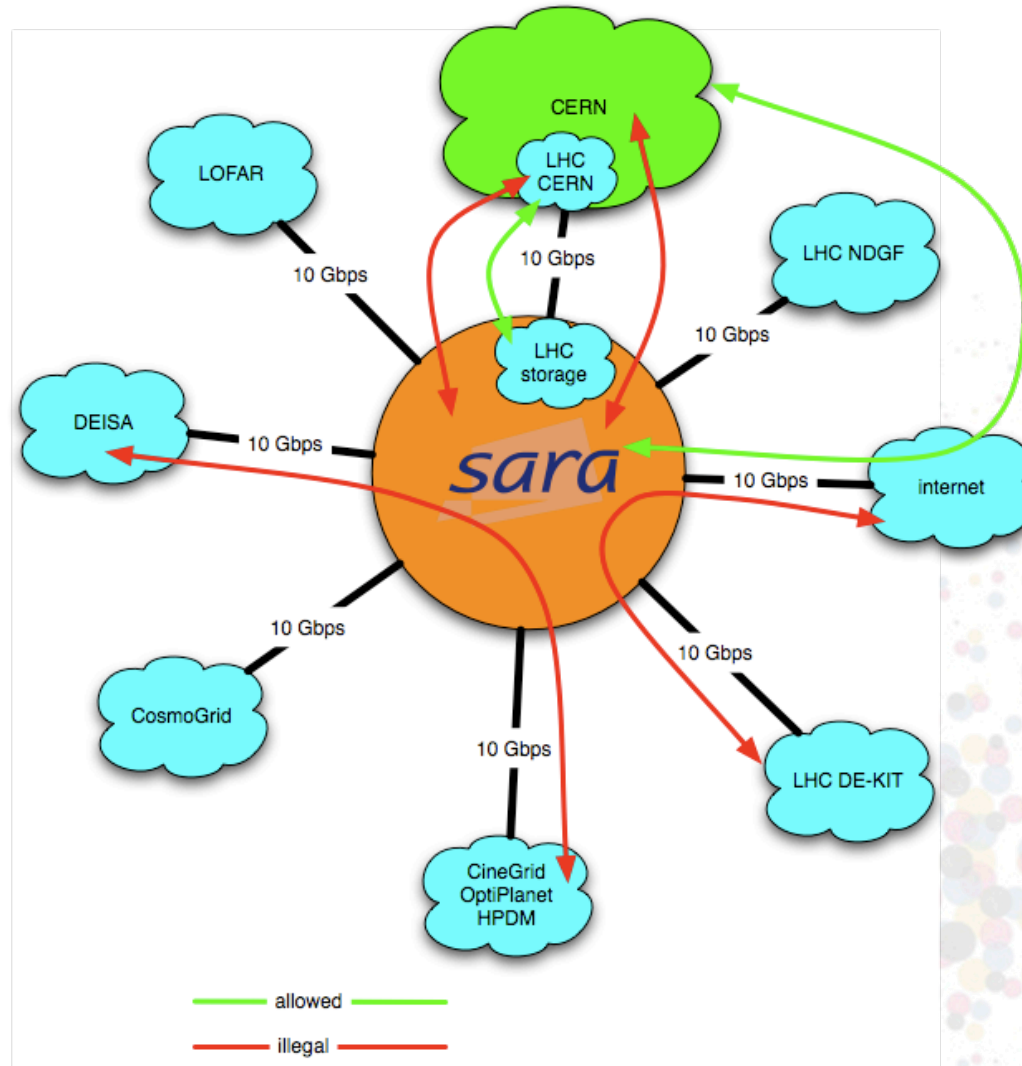 CERN
LHC
CERN
LOFAR
LHC NDGF
10 Gbps
10 Gbps
10 Gbps
LHC
storage
DEISA
10 Gbps
sara
10 Gbps
internet
10 Gbps
10 Gbps
CosmoGrid
10 Gbps
LHC DE-KIT
CineGrid
OptiPlanet
HPDM
allowed
illegal